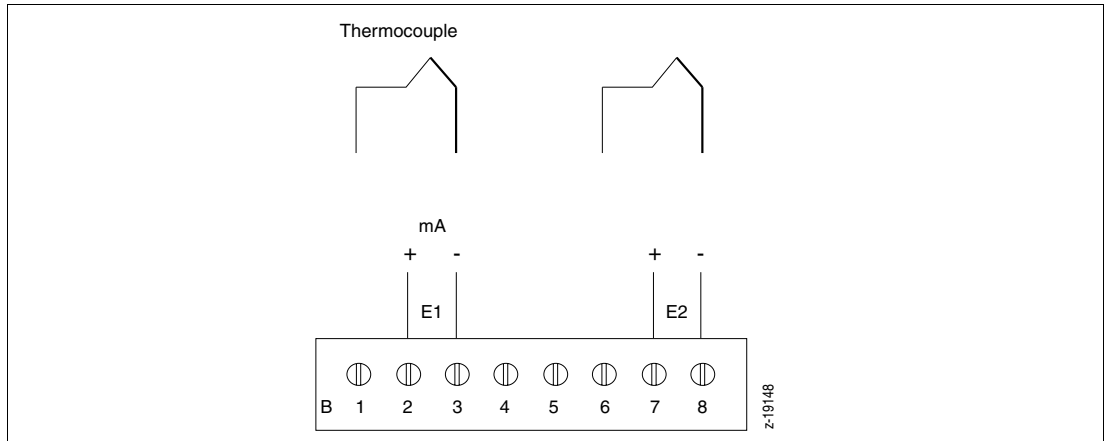 Thermocouple
mA
+ - + -
E1 E2
B 1 2 3 4 5 6 7 8
z-19148